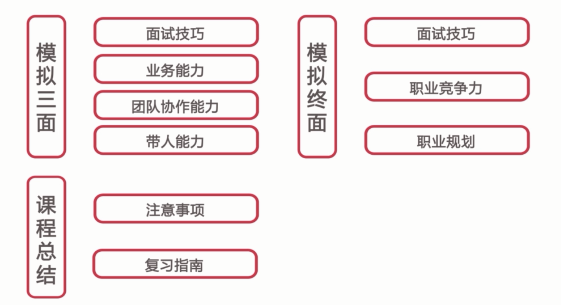 模拟三面
面试技巧
业务能力
团队协作能力
带人能力
模拟终面
面试技巧
职业竞争力
职业规划
课程总结
注意事项
复习指南